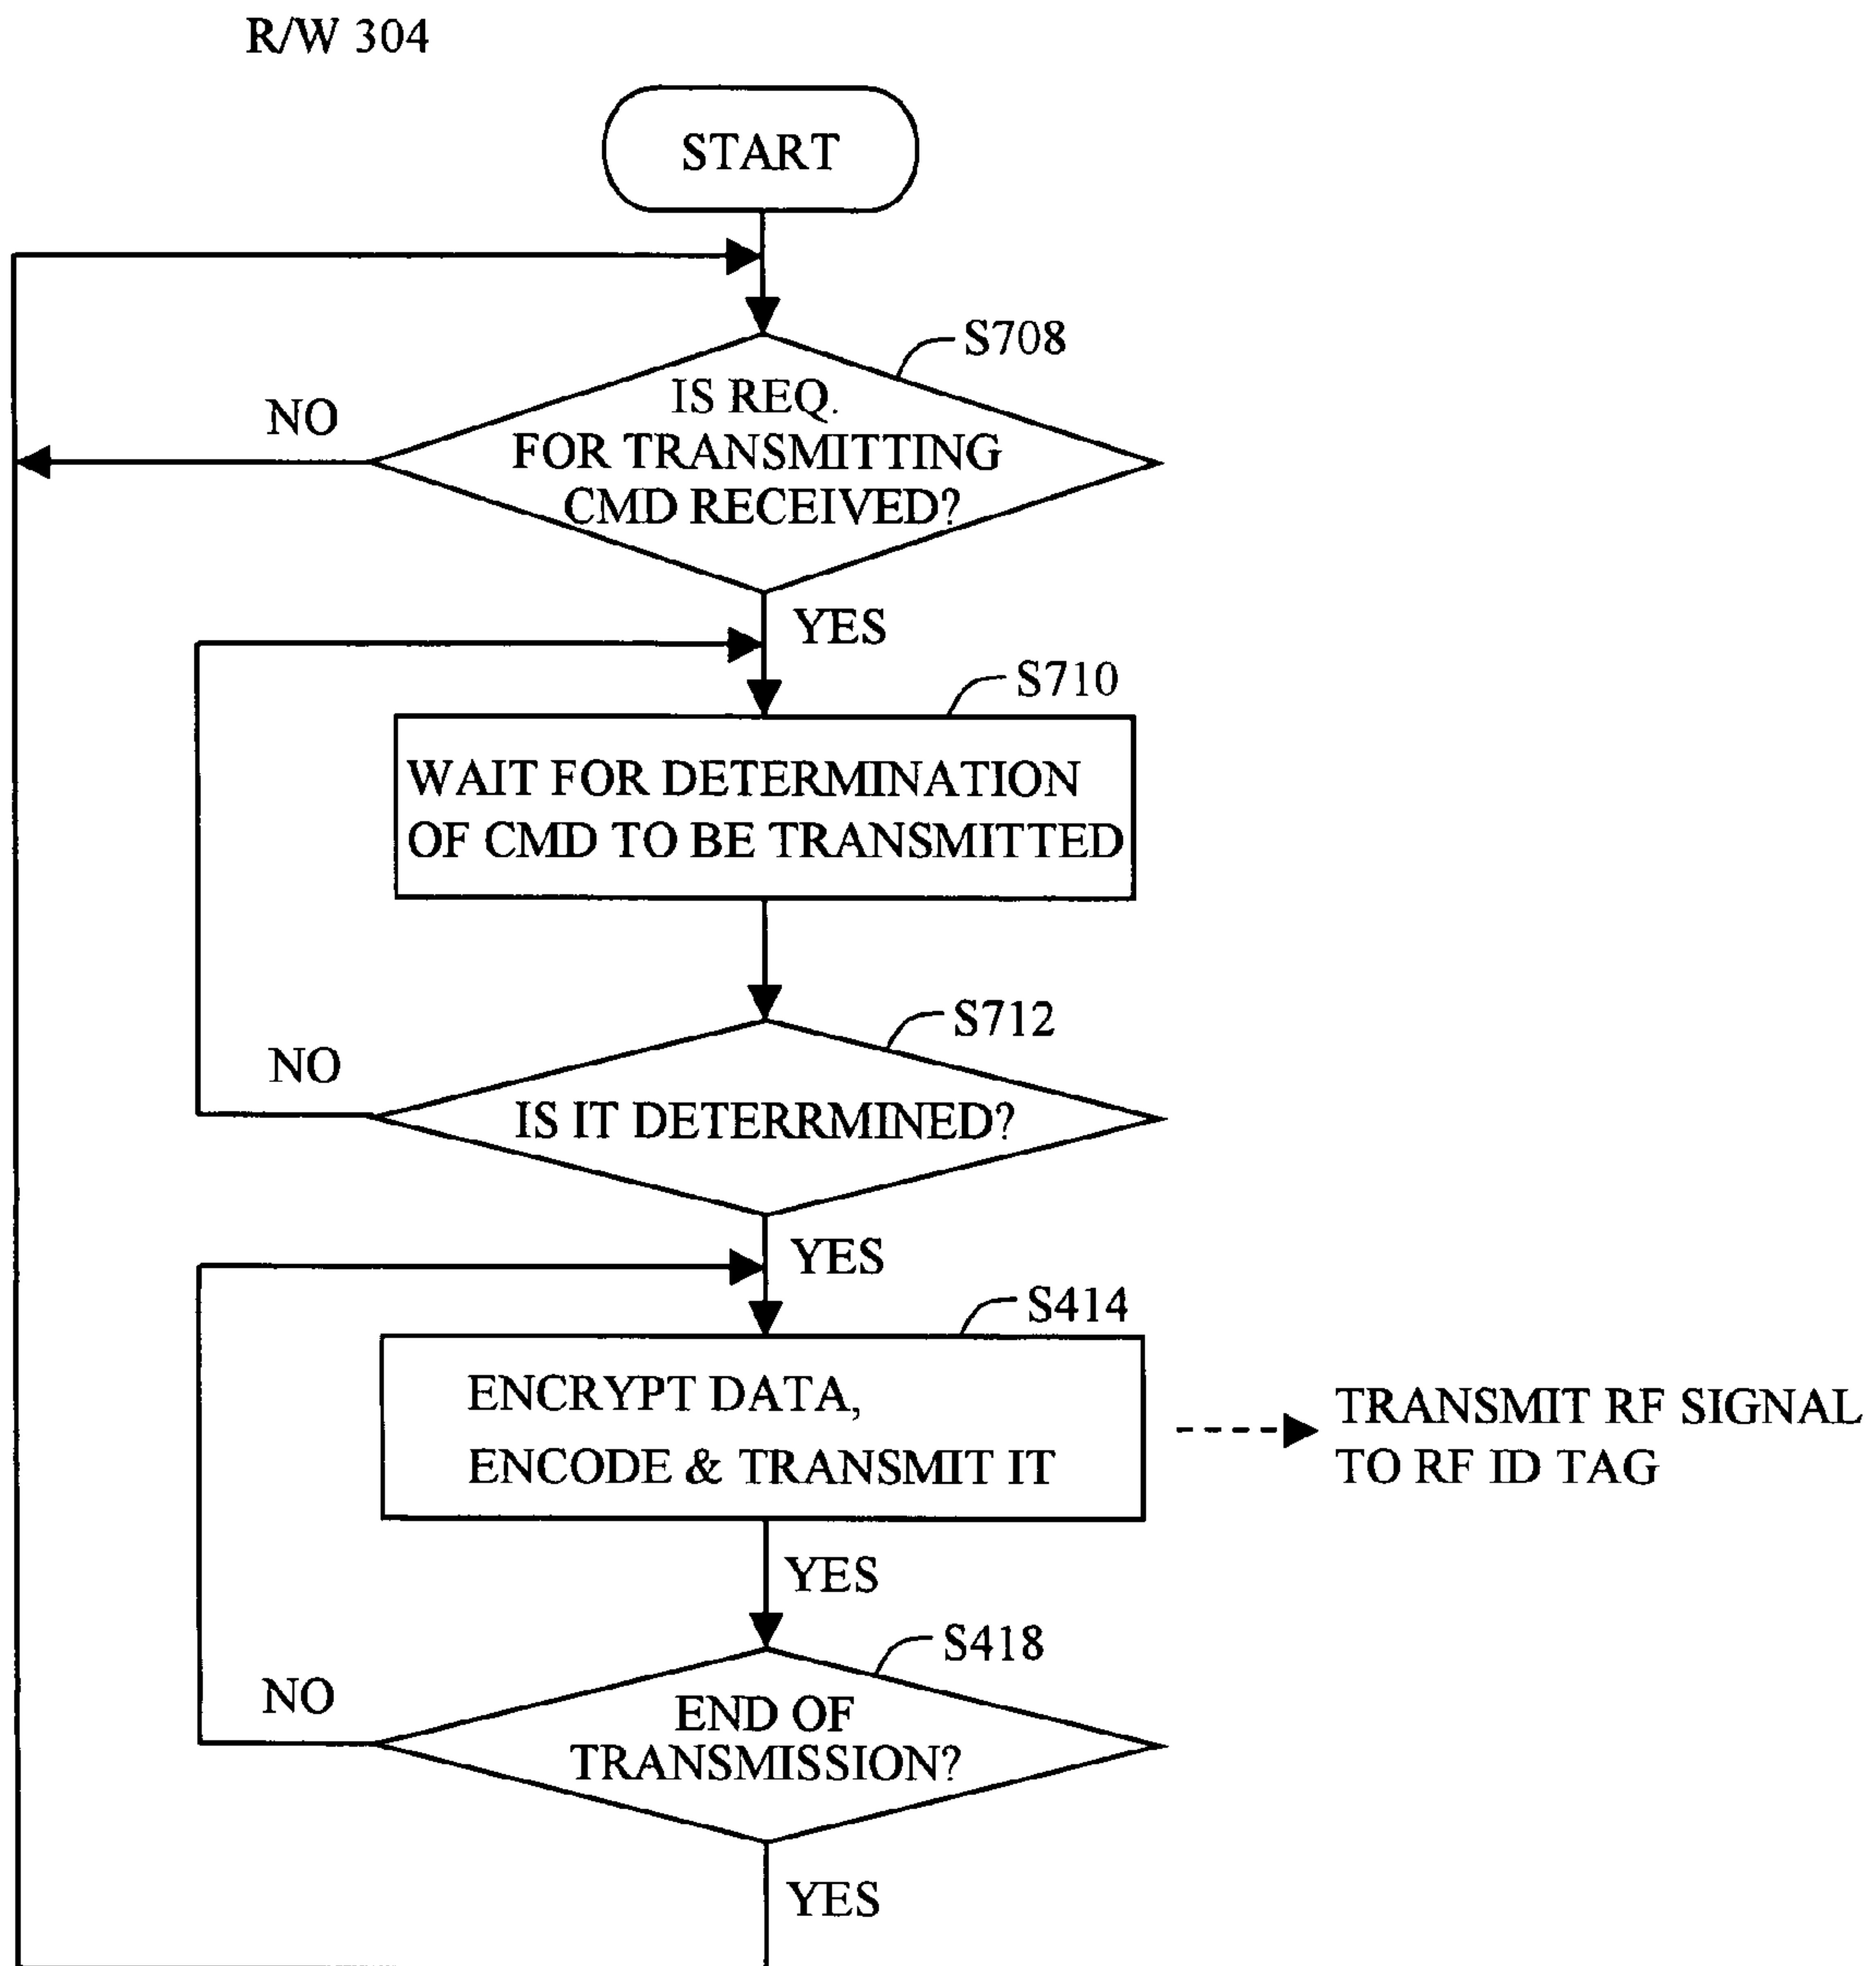 R/W 304
START
S708
IS REQ.
FOR TRANSMITTING
CMD RECEIVED?
NO
YES
S710
WAIT FOR DETERMINATION
OF CMD TO BE TRANSMITTED
S712
NO
IS IT DETERRMINED?
YES
S414
ENCRYPT DATA,
ENCODE & TRANSMIT IT
TRANSMIT RF SIGNAL
TO RF ID TAG
YES
S418
NO
END OF
TRANSMISSION?
YES